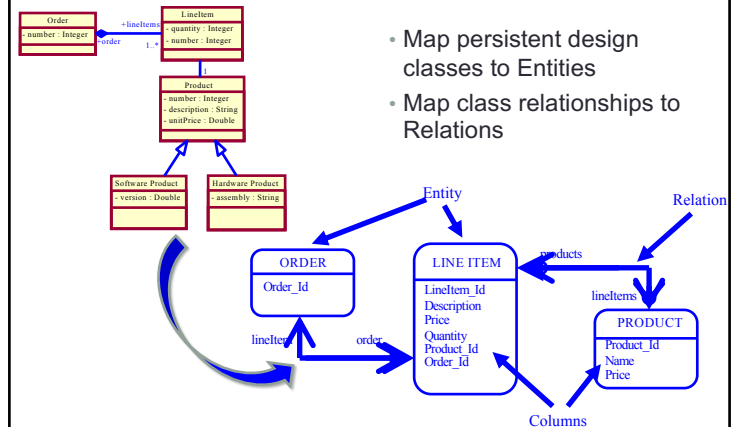 Order
- number : Integer
+lineItems
+order
1..*
LineItem
- quantity : Integer
- number : Integer
1
Product
- number : Integer
- description : String
- unitPrice : Double
Software Product
- version : Double
Hardware Product
- assembly : String
• Map persistent design
classes to Entities
• Map class relationships to
Relations
Entity
Relation
ORDER
Order_Id
LINE ITEM
LineItem_Id
Description
Price
Quantity
Product_Id
Order_Id
products
lineItems
PRODUCT
Product_Id
Name
Price
lineItem
order
Columns